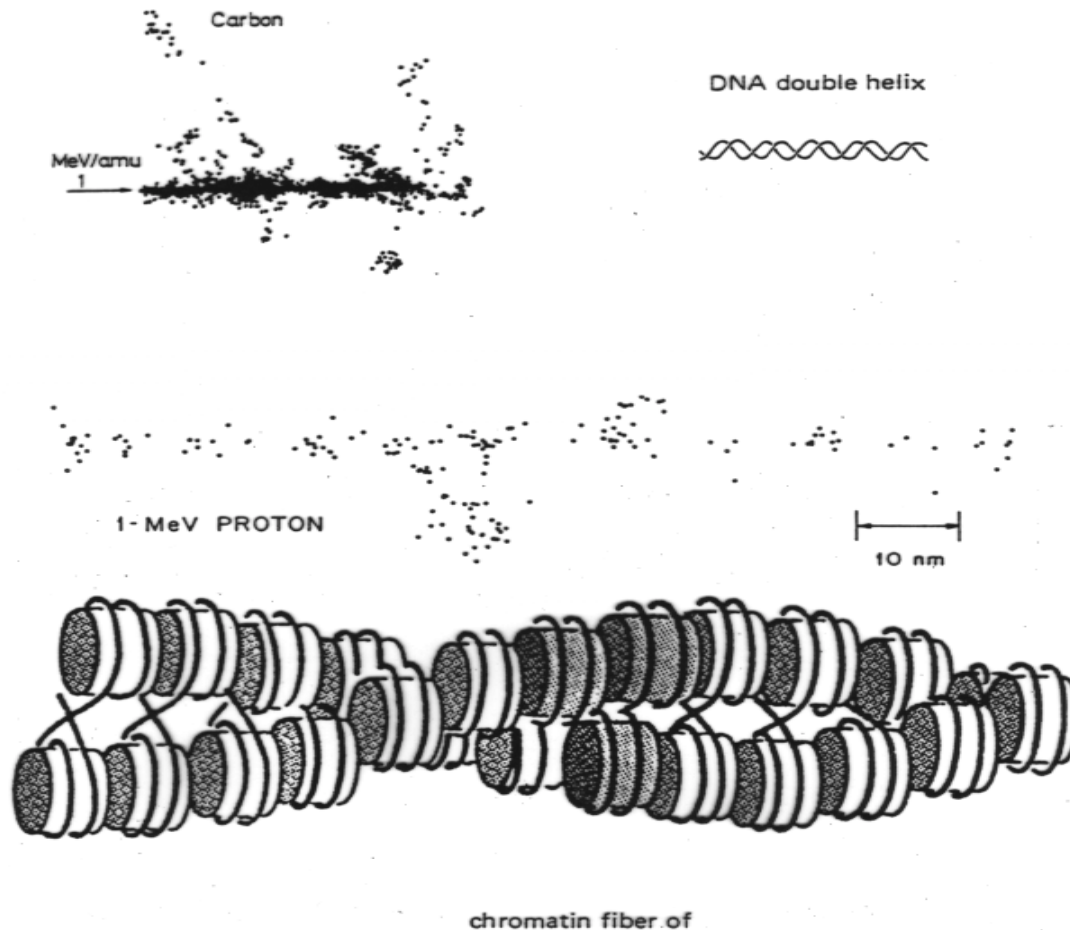 Carbon
DNA double helix
MeV/amu
1
1-MeV PROTON
10 nm
chromatin fiber of